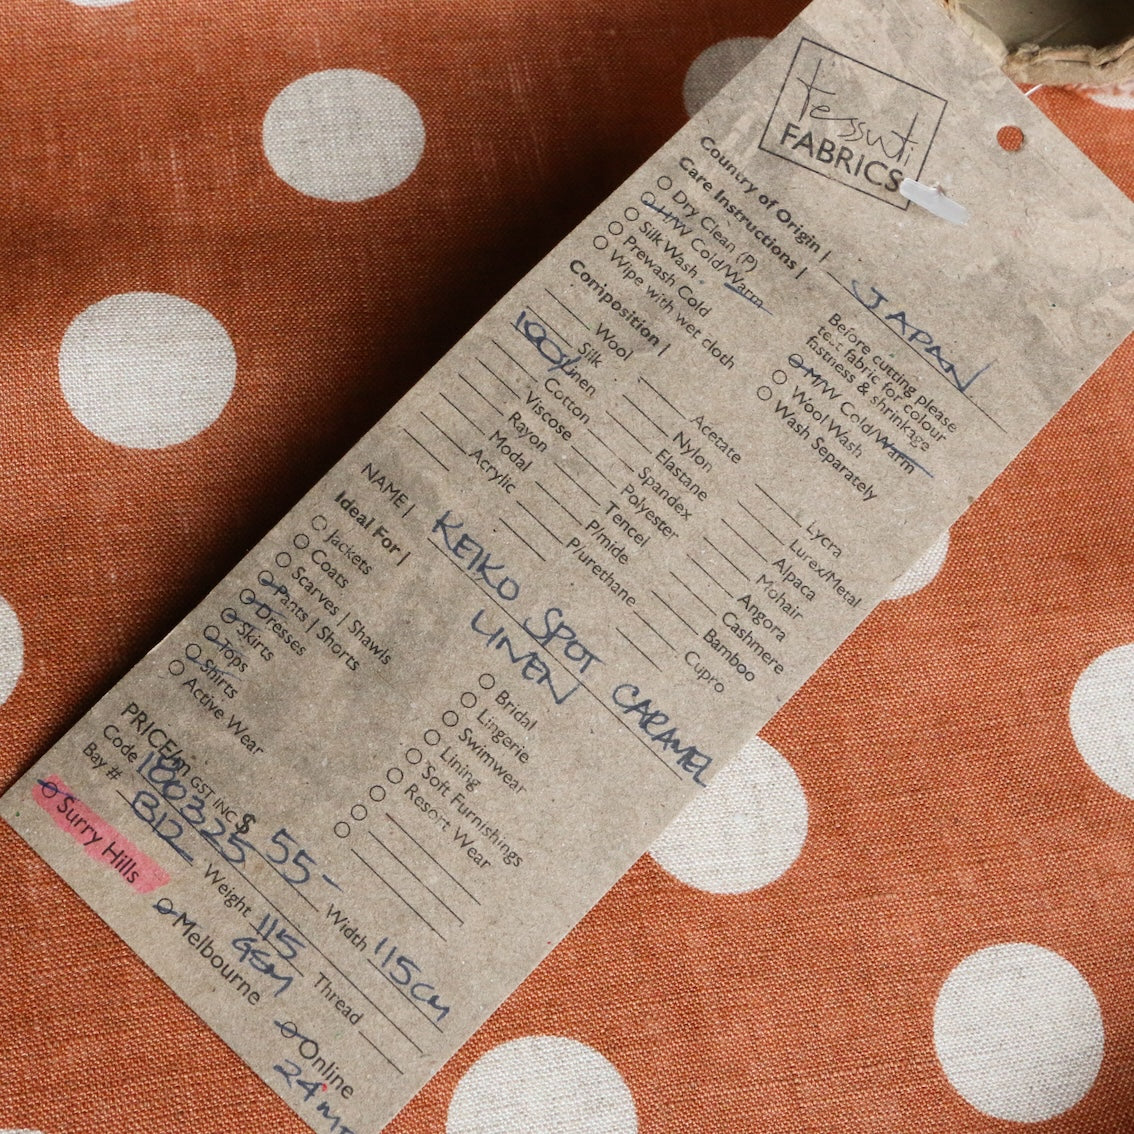 tessuti
FABRICS
Country of Origin | JAPAN
Care Instructions |
Dry Clean (P)
H/W Cold/Warm
Silk Wash
Prewash Cold
Wipe with wet cloth
Before cutting please
test fabric for colour
fastness & shrinkage
M/W Cold/Warm
Wool Wash
Wash Separately
Composition |
Wool
Silk
100% Linen
Cotton
Viscose
Rayon
Modal
Acrylic
Acetate
Nylon
Elastane
Spandex
Polyester
Tencel
P/mide
P/urethane
Lycra
Lurex/Metal
Alpaca
Mohair
Angora
Cashmere
Bamboo
Cupro
NAME | KEIKO SPOT CARAMEL
LINEN
Ideal For |
Jackets
Coats
Scarves | Shawls
Pants | Shorts
Dresses
Skirts
Tops
Shirts
Active Wear
Bridal
Lingerie
Swimwear
Lining
Soft Furnishings
Resort Wear
PRICE/m GST INC $ 55- Width 115cm
Code 100325 Weight 115 GSM Thread
Bay # B12
Surry Hills Melbourne Online